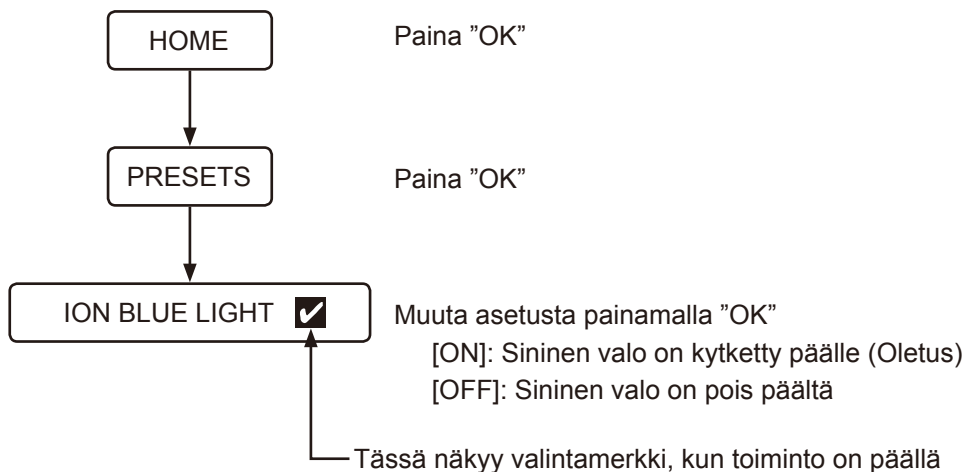 HOME
Paina ”OK”
PRESETS
Paina ”OK”
ION BLUE LIGHT ✔
Muuta asetusta painamalla ”OK”
[ON]: Sininen valo on kytketty päälle (Oletus)
[OFF]: Sininen valo on pois päältä
Tässä näkyy valintamerkki, kun toiminto on päällä